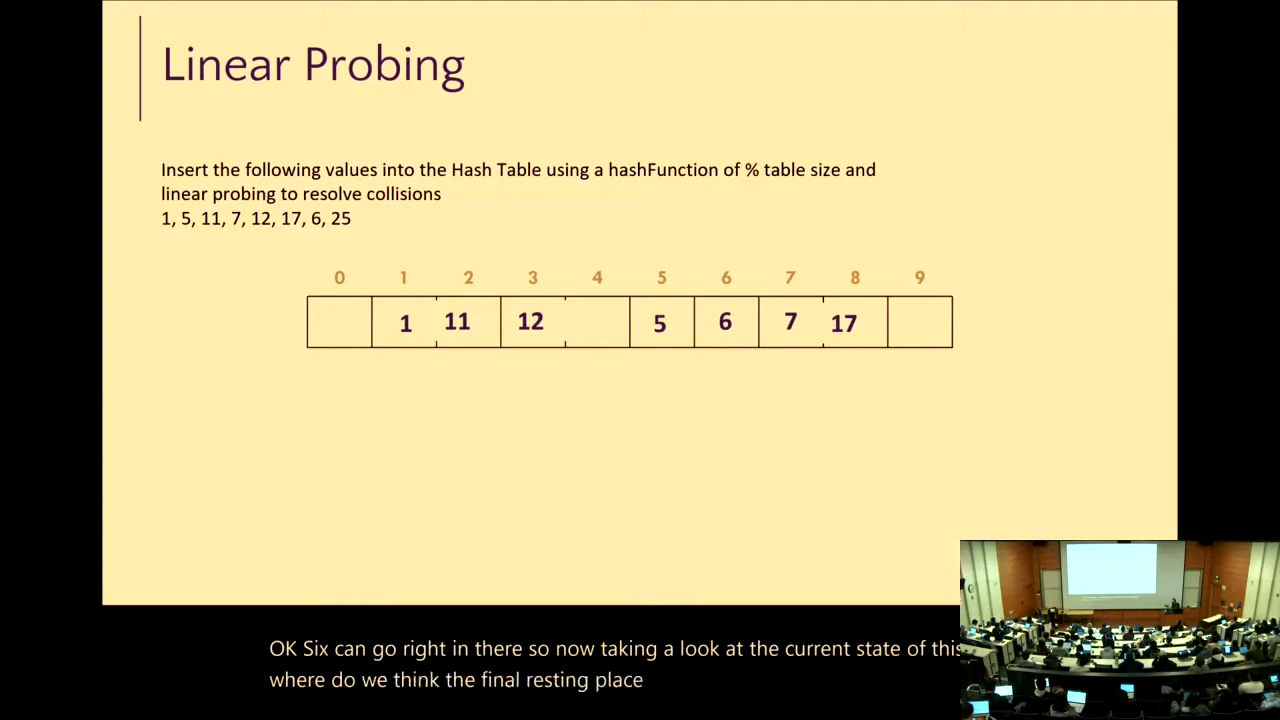 Linear Probing
Insert the following values into the Hash Table using a hashFunction of % table size and
linear probing to resolve collisions
1, 5, 11, 7, 12, 17, 6, 25
0 1 2 3 4 5 6 7 8 9
1 11 12 5 6 7 17
OK Six can go right in there so now taking a look at the current state of this
where do we think the final resting place